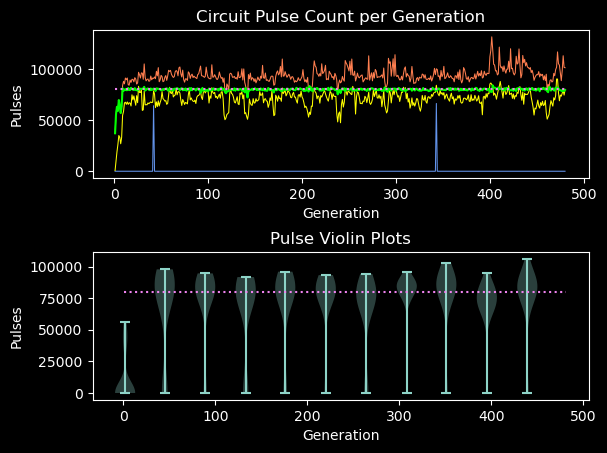 Circuit Pulse Count per Generation
Pulses
100000
50000
0
0 100 200 300 400 500
Generation
Pulse Violin Plots
Pulses
100000
75000
50000
25000
0
0 100 200 300 400 500
Generation